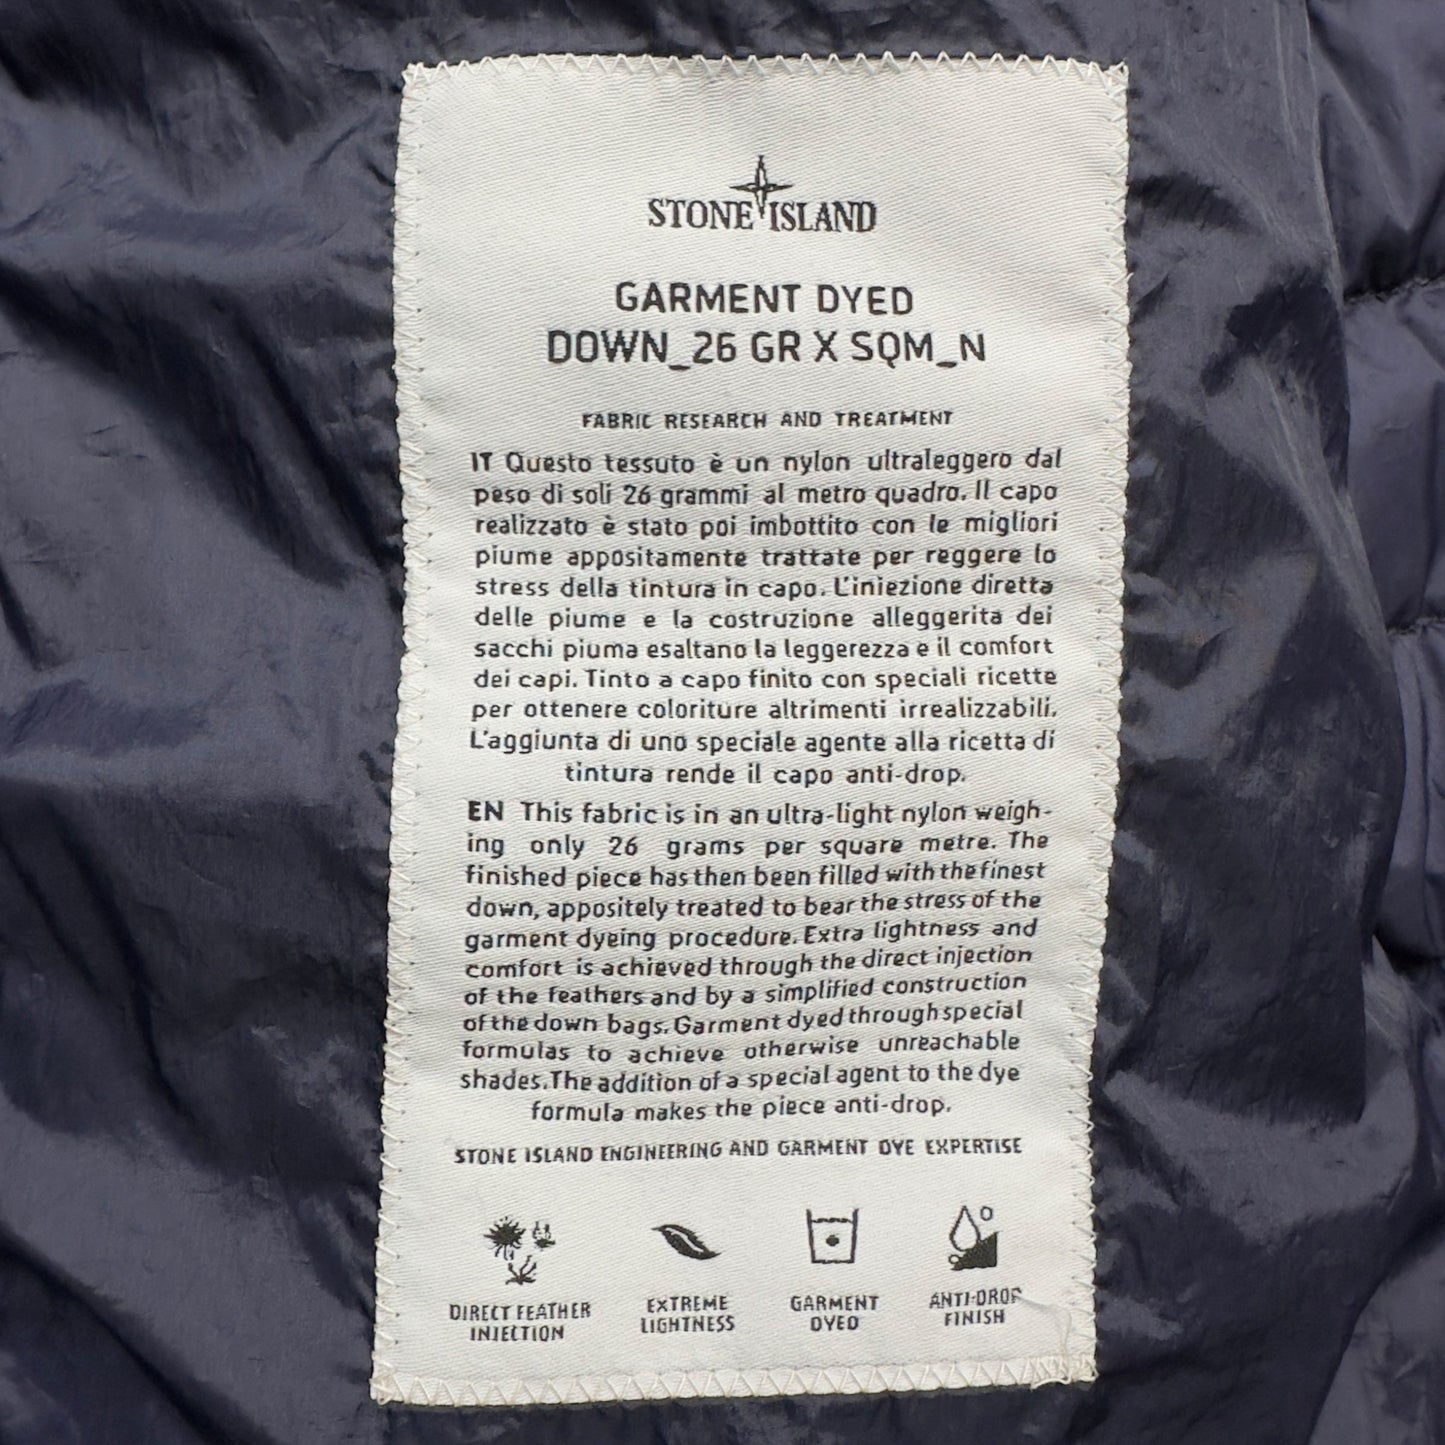 STONE ISLAND
GARMENT DYED
DOWN_26 GR X SQM_N
FABRIC RESEARCH AND TREATMENT
IT Questo tessuto è un nylon ultraleggero dal
peso di soli 26 grammi al metro quadro. Il capo
realizzato è stato poi imbottito con le migliori
piume appositamente trattate per reggere lo
stress della tintura in capo. L'iniezione diretta
delle piume e la costruzione alleggerita dei
sacchi piuma esaltano la leggerezza e il comfort
dei capi. Tinto a capo finito con speciali ricette
per ottenere coloriture altrimenti irrealizzabili.
L'aggiunta di uno speciale agente alla ricetta di
tintura rende il capo anti-drop.
EN This fabric is in an ultra-light nylon weigh-
ing only 26 grams per square metre. The
finished piece has then been filled with the finest
down, appositely treated to bear the stress of the
garment dyeing procedure. Extra lightness and
comfort is achieved through the direct injection
of the feathers and by a simplified construction
of the down bags. Garment dyed through special
formulas to achieve otherwise unreachable
shades. The addition of a special agent to the dye
formula makes the piece anti-drop.
STONE ISLAND ENGINEERING AND GARMENT DYE EXPERTISE
DIRECT FEATHER
INJECTION
EXTREME
LIGHTNESS
GARMENT
DYED
ANTI-DROP
FINISH